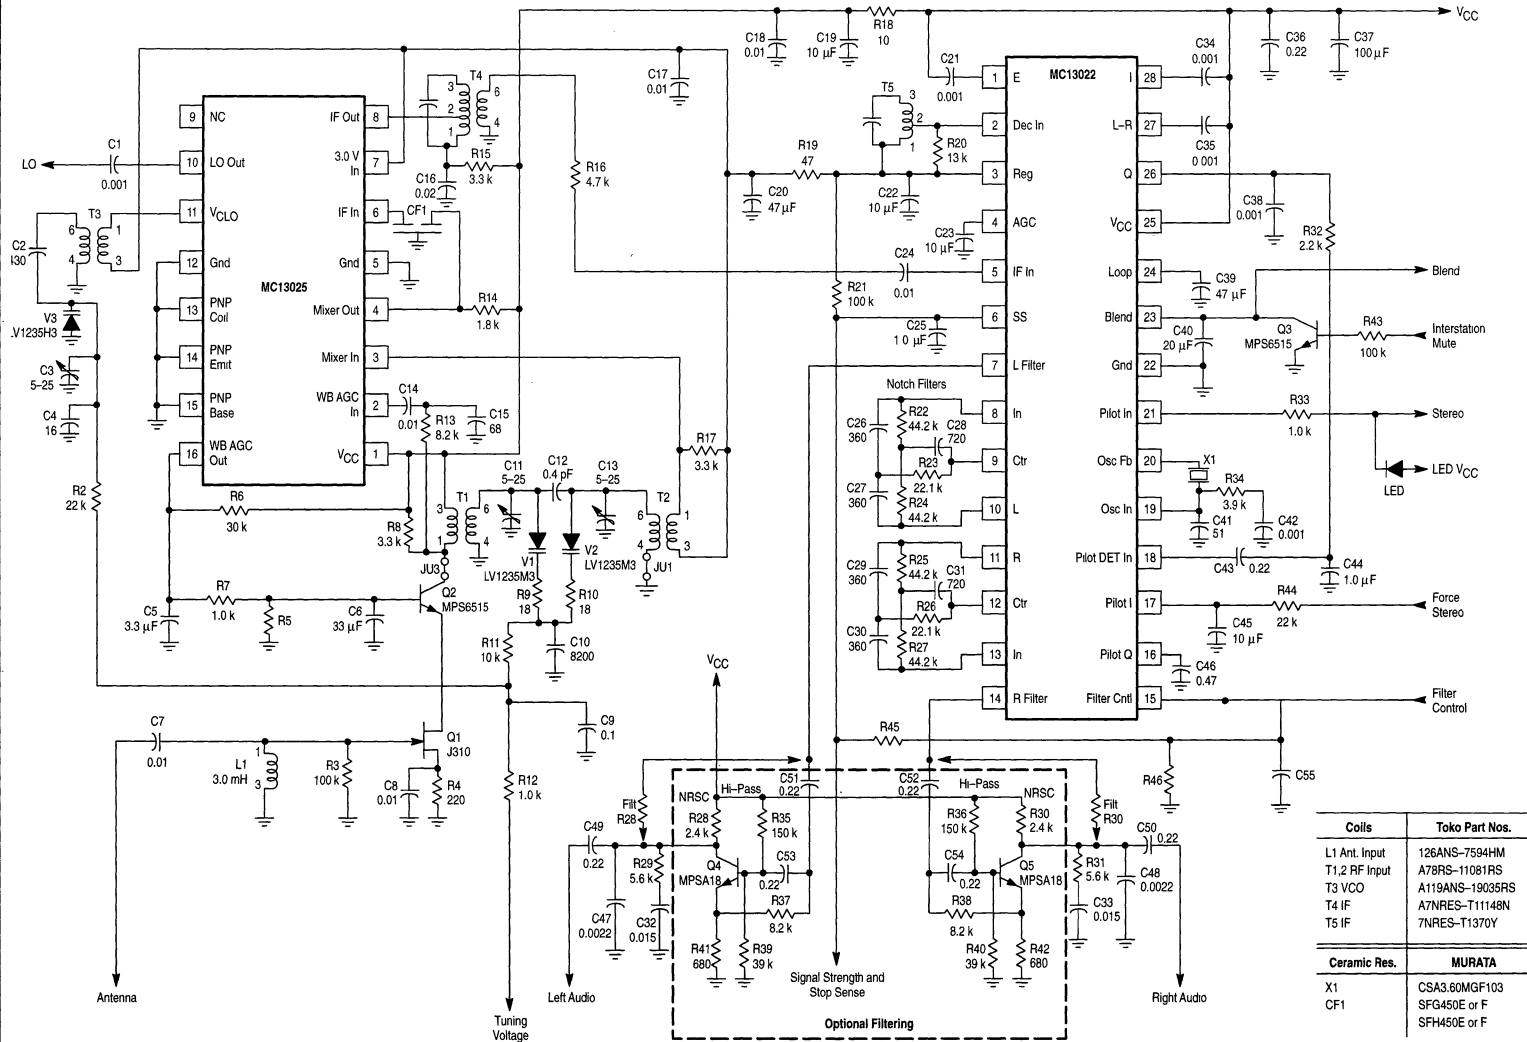 VCC
C18
0.01
C19
10 µF
R18
10
C36
0.22
C37
100 µF
C34
0.001
C21
0.001
1
E
MC13022
I
28
C17
0.01
T4
3
2
1
6
4
T5
3
2
1
9
NC
IF Out
8
2
Dec In
L–R
27
C35
0 001
R20
13 k
C1
LO
0.001
10
LO Out
3.0 V
In
7
R15
3.3 k
C16
0.02
R16
4.7 k
R19
47
3
Reg
Q
26
C20
47 µF
C22
10 µF
C38
0.001
T3
6
1
4
3
11
VCLO
IF In
6
CF1
4
AGC
VCC
25
C23
10 µF
R32
2.2 k
C2
430
12
Gnd
Gnd
5
C24
0.01
5
IF In
Loop
24
C39
47 µF
Blend
MC13025
V3
LV1235H3
13
PNP
Coil
Mixer Out
4
R14
1.8 k
R21
100 k
C25
1 0 µF
6
SS
Blend
23
C40
20 µF
Q3
MPS6515
R43
100 k
Interstation
Mute
14
PNP
Emit
Mixer In
3
C3
5–25
7
L Filter
Gnd
22
Notch Filters
15
PNP
Base
WB AGC
In
2
C14
0.01
R13
8.2 k
C15
68
C4
16
C26
360
R22
44.2 k
C28
720
8
In
Pilot In
21
R33
1.0 k
Stereo
16
WB AGC
Out
VCC
1
R17
3.3 k
R23
22.1 k
9
Ctr
Osc Fb
20
X1
LED VCC
LED
R2
22 k
C11
5–25
C12
0.4 pF
C13
5–25
C27
360
R24
44.2 k
10
L
Osc In
19
R34
3.9 k
C41
51
C42
0.001
R6
30 k
R8
3.3 k
T1
3
1
6
4
T2
6
4
1
3
V1
LV1235M3
V2
LV1235M3
JU1
C29
360
R25
44.2 k
C31
720
11
R
Pilot DET In
18
C43
0.22
C44
1.0 µF
JU3
Q2
MPS6515
R9
18
R10
18
R7
1.0 k
C5
3.3 µF
R5
C6
33 µF
R26
22.1 k
12
Ctr
Pilot I
17
R44
22 k
Force
Stereo
C45
10 µF
R11
10 k
C10
8200
C30
360
R27
44.2 k
13
In
Pilot Q
16
C46
0.47
VCC
14
R Filter
Filter Cntl
15
Filter
Control
C9
0.1
C7
0.01
Q1
J310
L1
3.0 mH
1
3
R3
100 k
C8
0.01
R4
220
R12
1.0 k
R45
R46
C55
C51
0.22
C52
0.22
Hi–Pass
Hi–Pass
Filt
R28
NRSC
R28
2.4 k
R35
150 k
R36
150 k
NRSC
R30
2.4 k
Filt
R30
C49
0.22
C50
0.22
R29
5.6 k
Q4
MPSA18
C53
0.22
C54
0.22
Q5
MPSA18
R31
5.6 k
C48
0.0022
C47
0.0022
C32
0.015
R37
8.2 k
R38
8.2 k
C33
0.015
R41
680
R39
39 k
R40
39 k
R42
680
Antenna
Tuning
Voltage
Left Audio
Signal Strength and
Stop Sense
Right Audio
Optional Filtering
Coils Toko Part Nos.
L1 Ant. Input 126ANS–7594HM
T1,2 RF Input A78RS–11081RS
T3 VCO A119ANS–19035RS
T4 IF A7NRES–T11148N
T5 IF 7NRES–T1370Y
Ceramic Res. MURATA
X1 CSA3.60MGF103
CF1 SFG450E or F
SFH450E or F